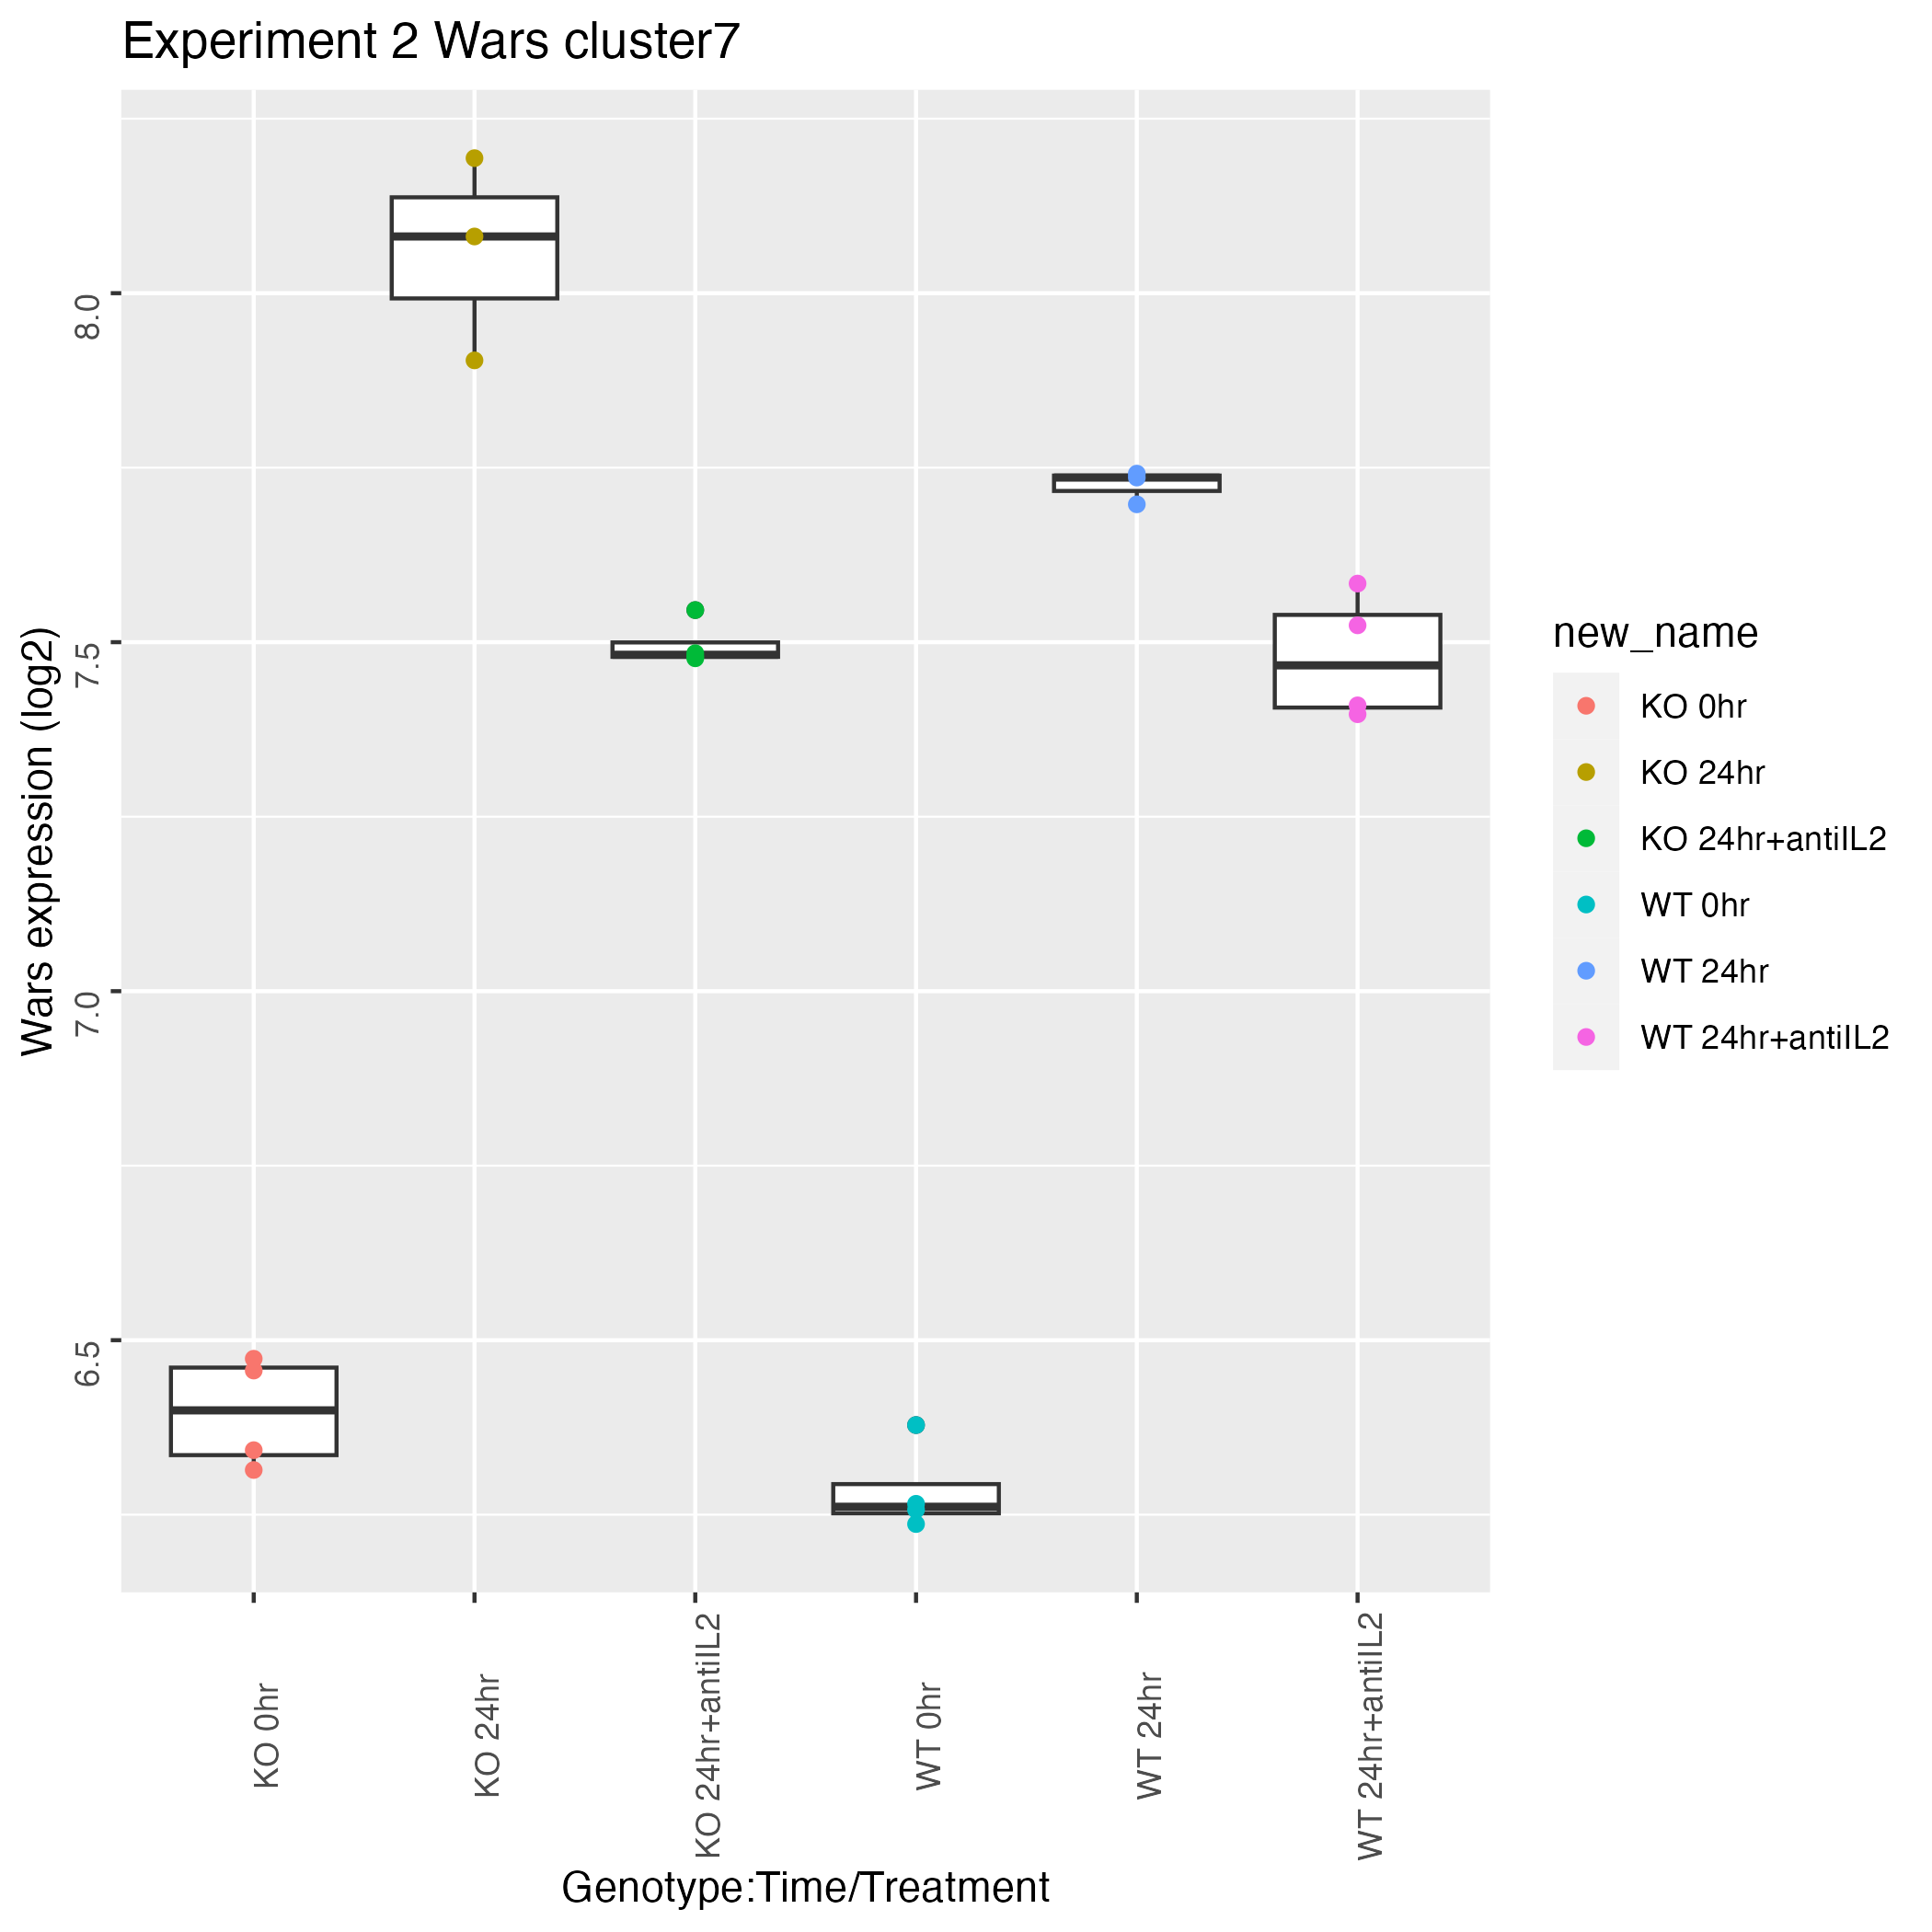 Experiment 2 Wars cluster7
Wars expression (log2)
8.0
7.5
7.0
6.5
KO 0hr
KO 24hr
KO 24hr+antiIL2
WT 0hr
WT 24hr
WT 24hr+antiIL2
Genotype:Time/Treatment
new_name
KO 0hr
KO 24hr
KO 24hr+antiIL2
WT 0hr
WT 24hr
WT 24hr+antiIL2